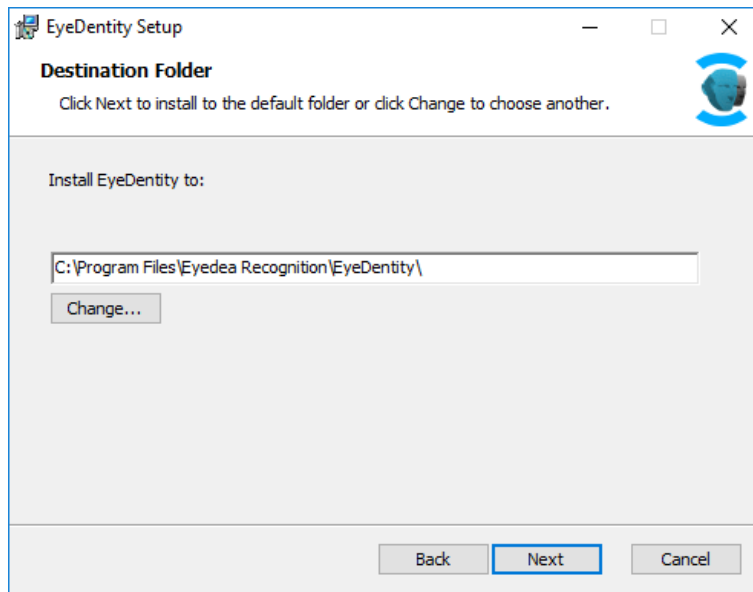 EyeDentity Setup
Destination Folder
Click Next to install to the default folder or click Change to choose another.
Install EyeDentity to:
C:\Program Files\Eyedea Recognition\EyeDentity\
Change...
Back Next Cancel